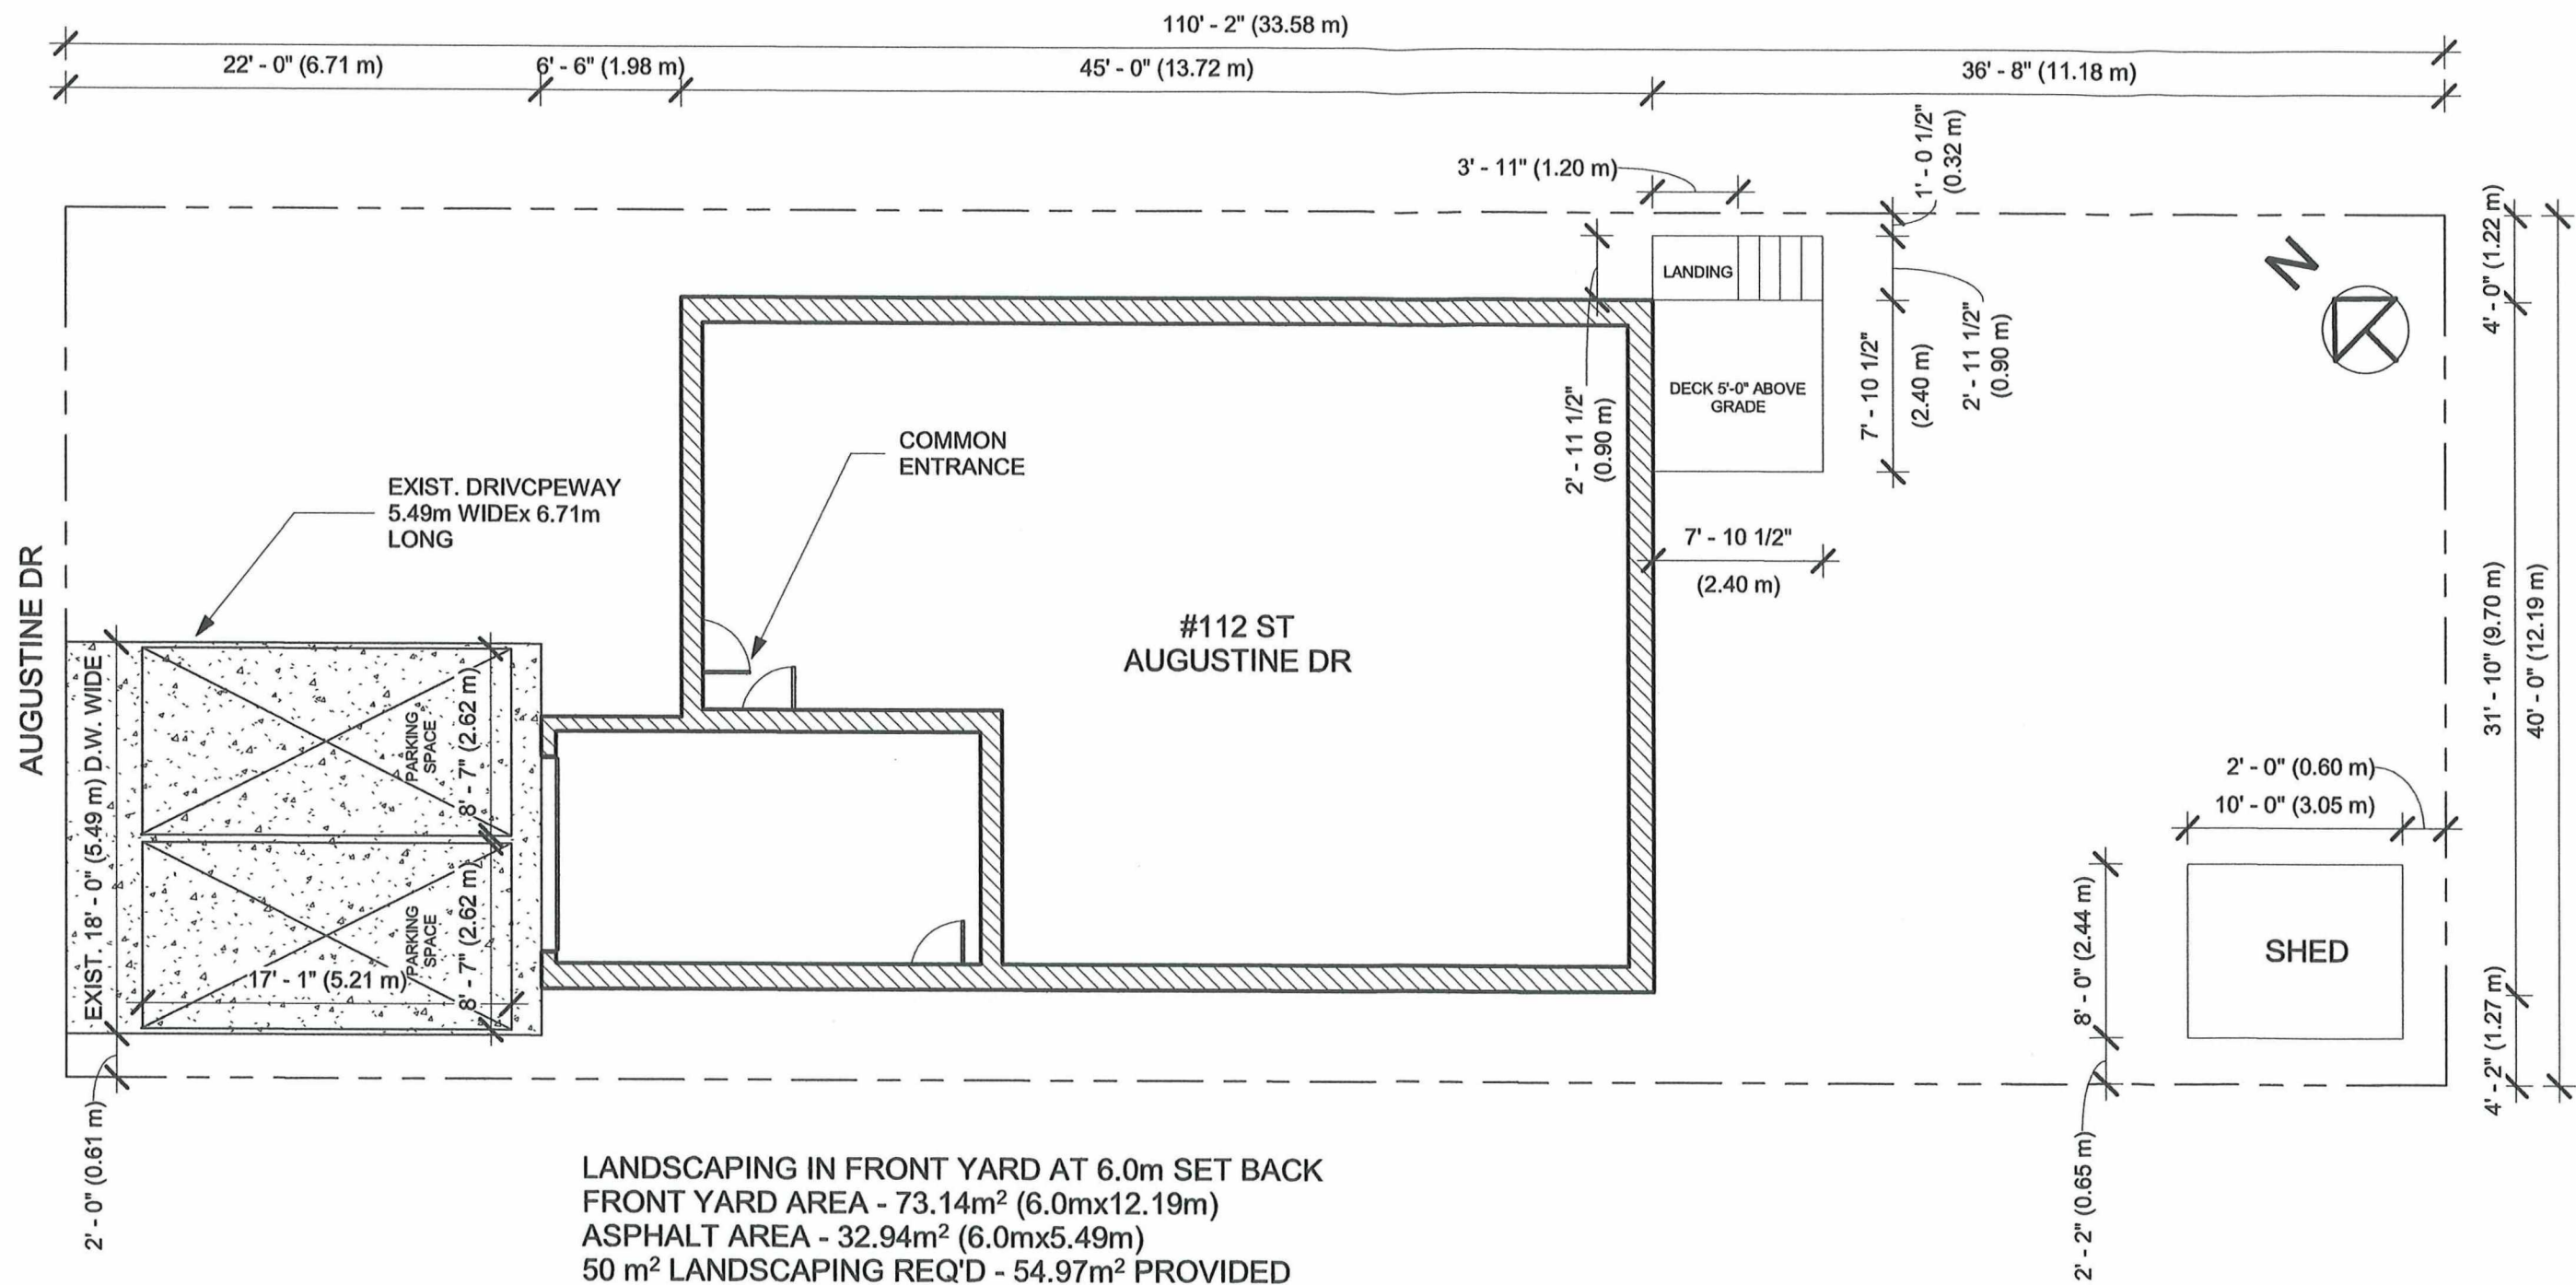 110' - 2" (33.58 m)
22' - 0" (6.71 m)
6' - 6" (1.98 m)
45' - 0" (13.72 m)
36' - 8" (11.18 m)
3' - 11" (1.20 m)
1' - 0 1/2"
(0.32 m)
4' - 0" (1.22 m)
N
LANDING
2' - 11 1/2"
(0.90 m)
DECK 5'-0" ABOVE
GRADE
7' - 10 1/2"
(2.40 m)
2' - 11 1/2"
(0.90 m)
COMMON
ENTRANCE
EXIST. DRIVCPEWAY
5.49m WIDEx 6.71m
LONG
7' - 10 1/2"
(2.40 m)
AUGUSTINE DR
#112 ST
AUGUSTINE DR
31' - 10" (9.70 m)
40' - 0" (12.19 m)
EXIST. 18' - 0" (5.49 m) D.W. WIDE
PARKING
SPACE
8' - 7" (2.62 m)
PARKING
SPACE
8' - 7" (2.62 m)
17' - 1" (5.21 m)
2' - 0" (0.60 m)
10' - 0" (3.05 m)
8' - 0" (2.44 m)
SHED
4' - 2" (1.27 m)
2' - 0" (0.61 m)
2' - 2" (0.65 m)
LANDSCAPING IN FRONT YARD AT 6.0m SET BACK
FRONT YARD AREA - 73.14m² (6.0mx12.19m)
ASPHALT AREA - 32.94m² (6.0mx5.49m)
50 m² LANDSCAPING REQ'D - 54.97m² PROVIDED